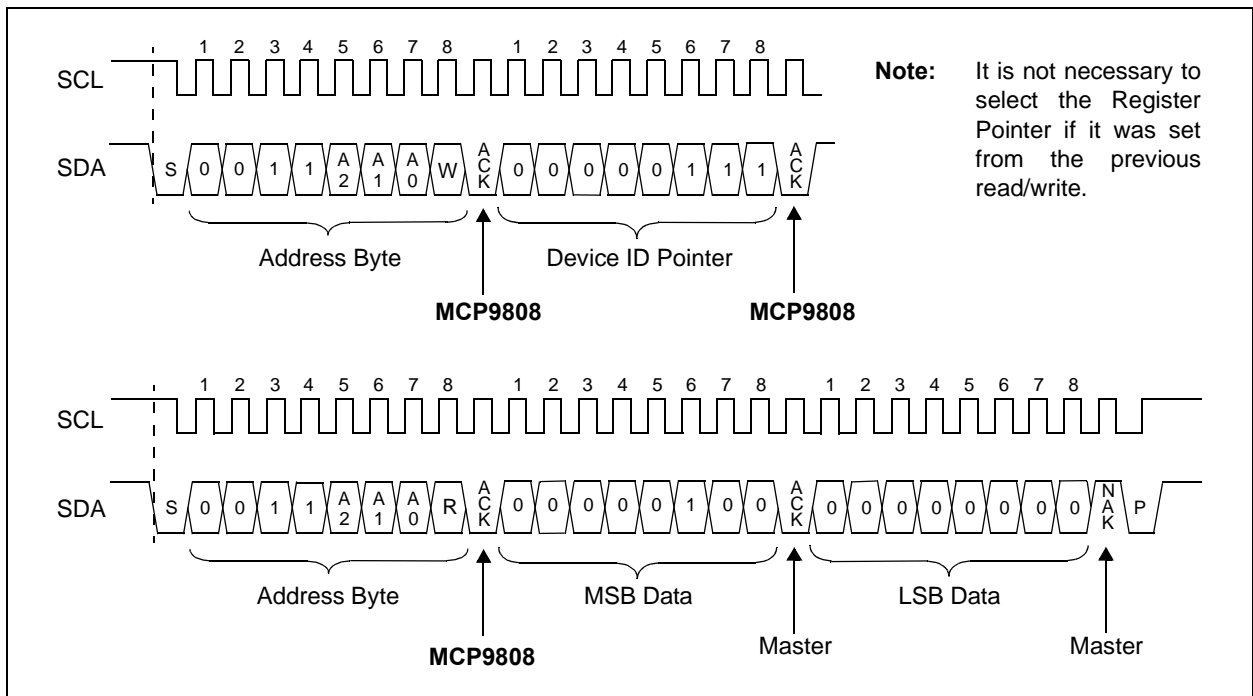 1 2 3 4 5 6 7 8 1 2 3 4 5 6 7 8
SCL
SDA
S 0 0 1 1 A2 A1 A0 W ACK 0 0 0 0 0 1 1 1 ACK
Address Byte Device ID Pointer
MCP9808 MCP9808
Note: It is not necessary to
select the Register
Pointer if it was set
from the previous
read/write.
1 2 3 4 5 6 7 8 1 2 3 4 5 6 7 8 1 2 3 4 5 6 7 8
SCL
SDA
S 0 0 1 1 A2 A1 A0 R ACK 0 0 0 0 0 1 0 0 ACK 0 0 0 0 0 0 0 0 NAK P
Address Byte MSB Data LSB Data
MCP9808 Master Master